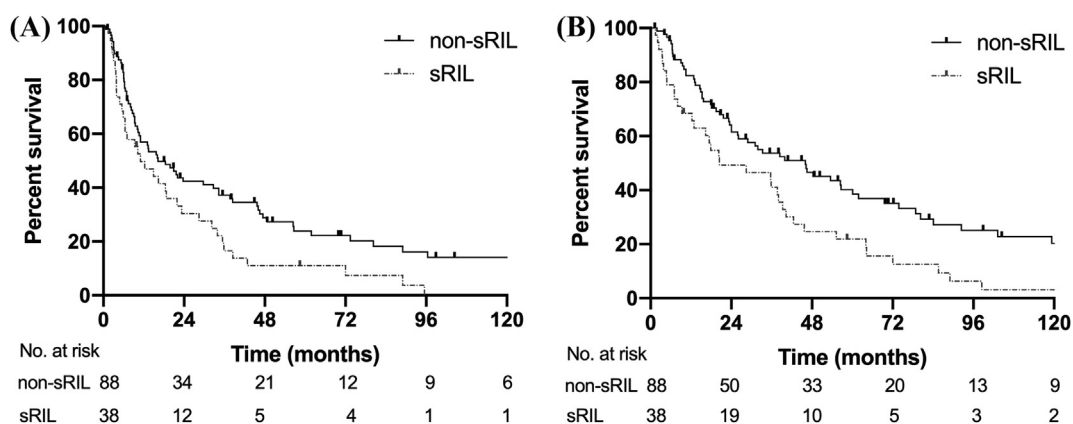 (A)
100
80
60
40
20
0
Percent survival
non-sRIL
sRIL
0 24 48 72 96 120
Time (months)
No. at risk
non-sRIL 88 34 21 12 9 6
sRIL 38 12 5 4 1 1
(B)
100
80
60
40
20
0
Percent survival
non-sRIL
sRIL
0 24 48 72 96 120
Time (months)
No. at risk
non-sRIL 88 50 33 20 13 9
sRIL 38 19 10 5 3 2